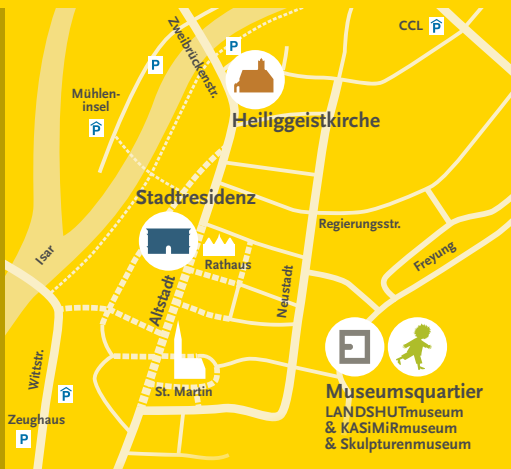 CCL P
Zweibrückenstr.
P
P
Mühlen-
insel
P
Heiliggeistkirche
Stadtresidenz
Regierungsstr.
Isar
Rathaus
Freyung
Altstadt
Neustadt
Wittstr.
St. Martin
P
Zeughaus
P
Museumsquartier
LANDSHUTmuseum
& KASiMiRmuseum
& Skulpturenmuseum